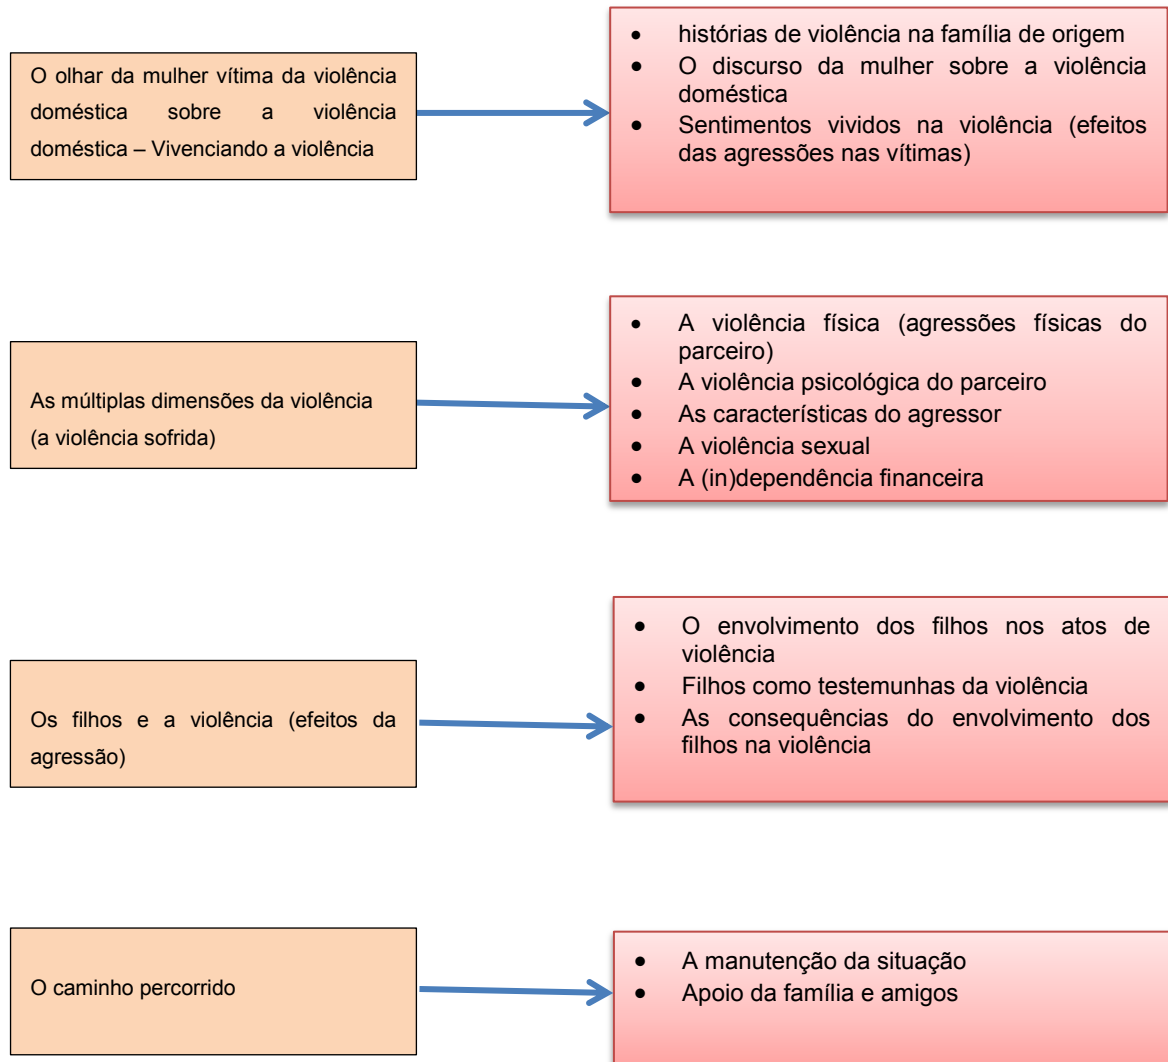 O olhar da mulher vítima da violência
doméstica sobre a violência
doméstica – Vivenciando a violência
• histórias de violência na família de origem
• O discurso da mulher sobre a violência
doméstica
• Sentimentos vividos na violência (efeitos
das agressões nas vítimas)
As múltiplas dimensões da violência
(a violência sofrida)
• A violência física (agressões físicas do
parceiro)
• A violência psicológica do parceiro
• As características do agressor
• A violência sexual
• A (in)dependência financeira
Os filhos e a violência (efeitos da
agressão)
• O envolvimento dos filhos nos atos de
violência
• Filhos como testemunhas da violência
• As consequências do envolvimento dos
filhos na violência
O caminho percorrido
• A manutenção da situação
• Apoio da família e amigos